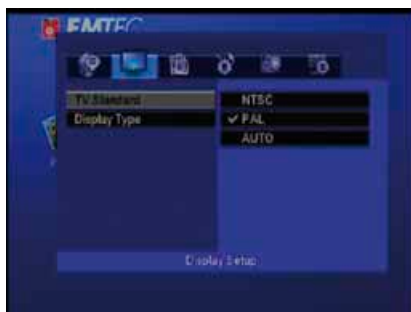 EMTEC
TV Standard
Display Type
NTSC
PAL
AUTO
Display Setup